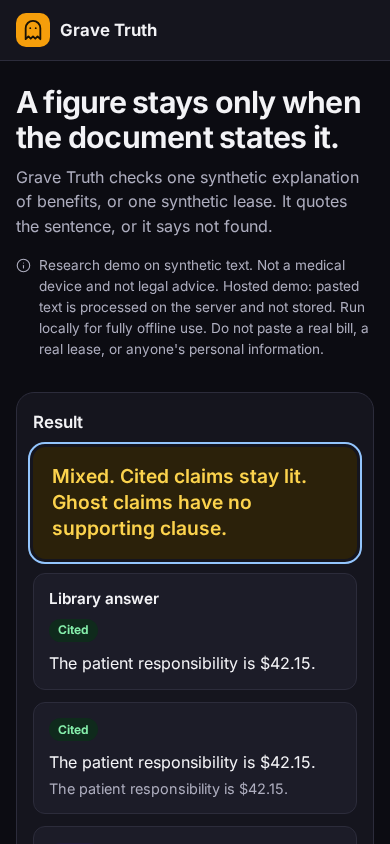 Grave Truth
A figure stays only when
the document states it.
Grave Truth checks one synthetic explanation
of benefits, or one synthetic lease. It quotes
the sentence, or it says not found.
Research demo on synthetic text. Not a medical
device and not legal advice. Hosted demo: pasted
text is processed on the server and not stored. Run
locally for fully offline use. Do not paste a real bill, a
real lease, or anyone's personal information.
Result
Mixed. Cited claims stay lit.
Ghost claims have no
supporting clause.
Library answer
Cited
The patient responsibility is $42.15.
Cited
The patient responsibility is $42.15.
The patient responsibility is $42.15.